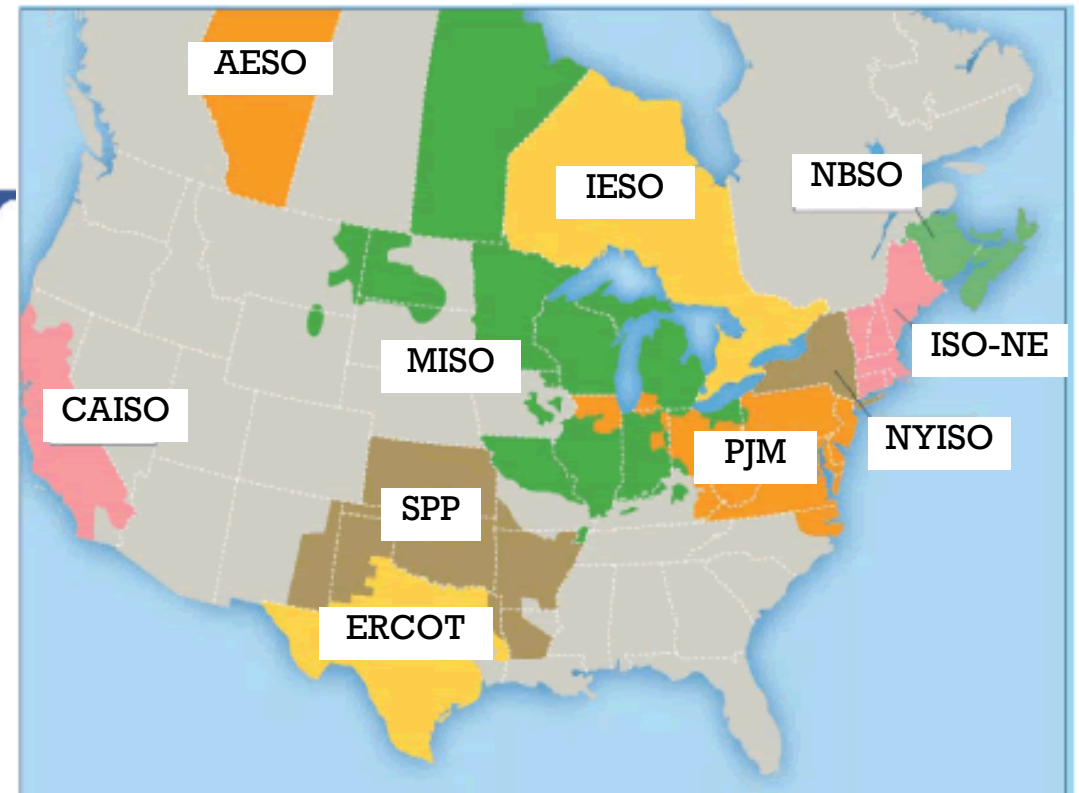 AESO
IESO
NBSO
ISO-NE
MISO
CAISO
NYISO
PJM
SPP
ERCOT